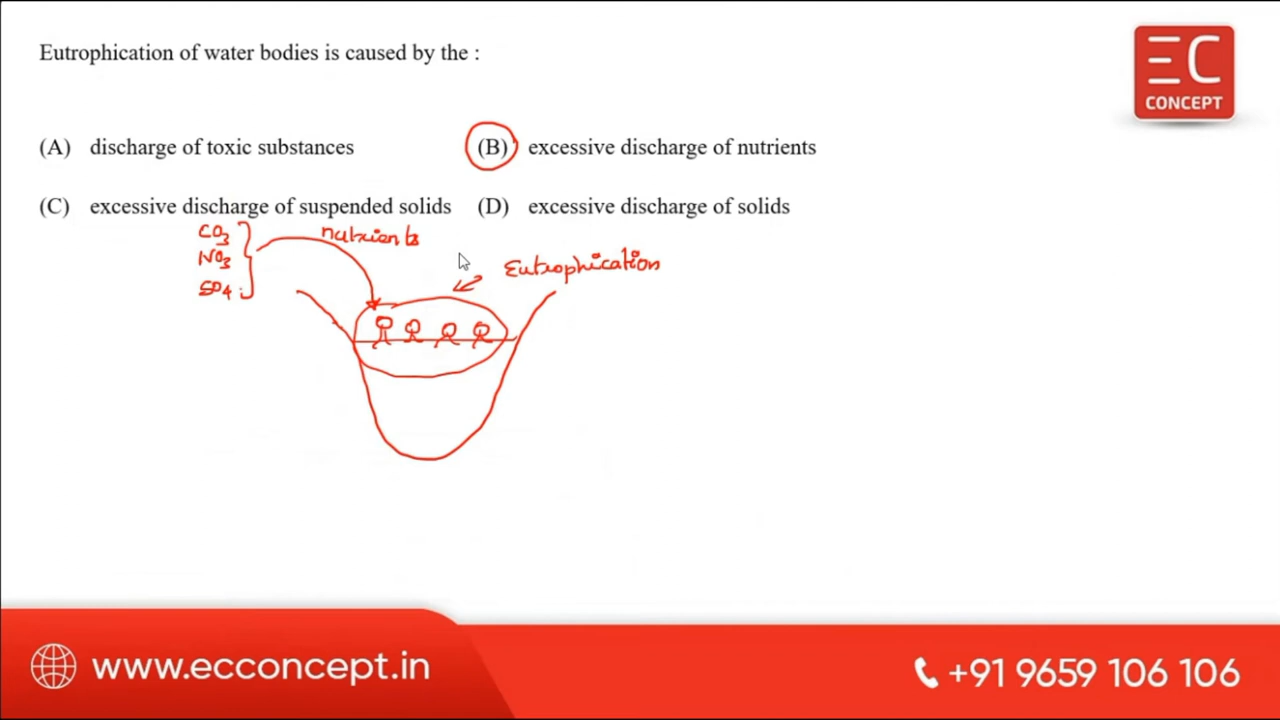 Eutrophication of water bodies is caused by the :
EC
CONCEPT
(A) discharge of toxic substances
(B) excessive discharge of nutrients
(C) excessive discharge of suspended solids
(D) excessive discharge of solids
CO3
NO3
SO4
nutrients
Eutrophication
www.ecconcept.in
+91 9659 106 106